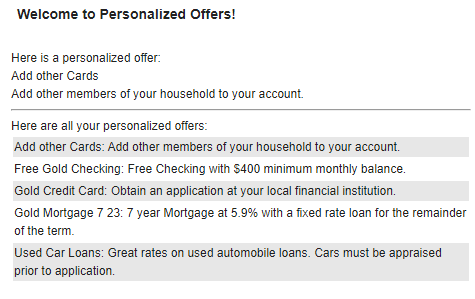 Welcome to Personalized Offers!
Here is a personalized offer:
Add other Cards
Add other members of your household to your account.
Here are all your personalized offers:
Add other Cards: Add other members of your household to your account.
Free Gold Checking: Free Checking with $400 minimum monthly balance.
Gold Credit Card: Obtain an application at your local financial institution.
Gold Mortgage 7 23: 7 year Mortgage at 5.9% with a fixed rate loan for the remainder
of the term.
Used Car Loans: Great rates on used automobile loans. Cars must be appraised
prior to application.